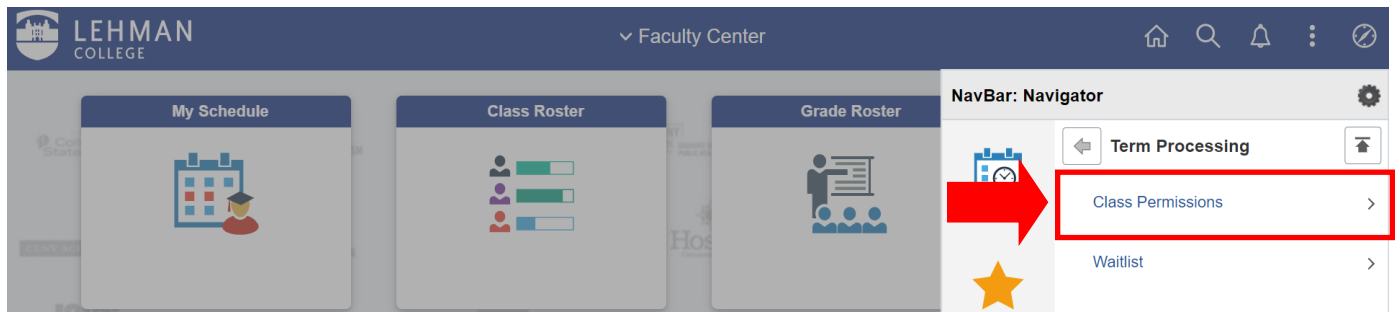 LEHMAN
COLLEGE
Faculty Center
My Schedule
Class Roster
Grade Roster
NavBar: Navigator
Term Processing
Class Permissions
Waitlist